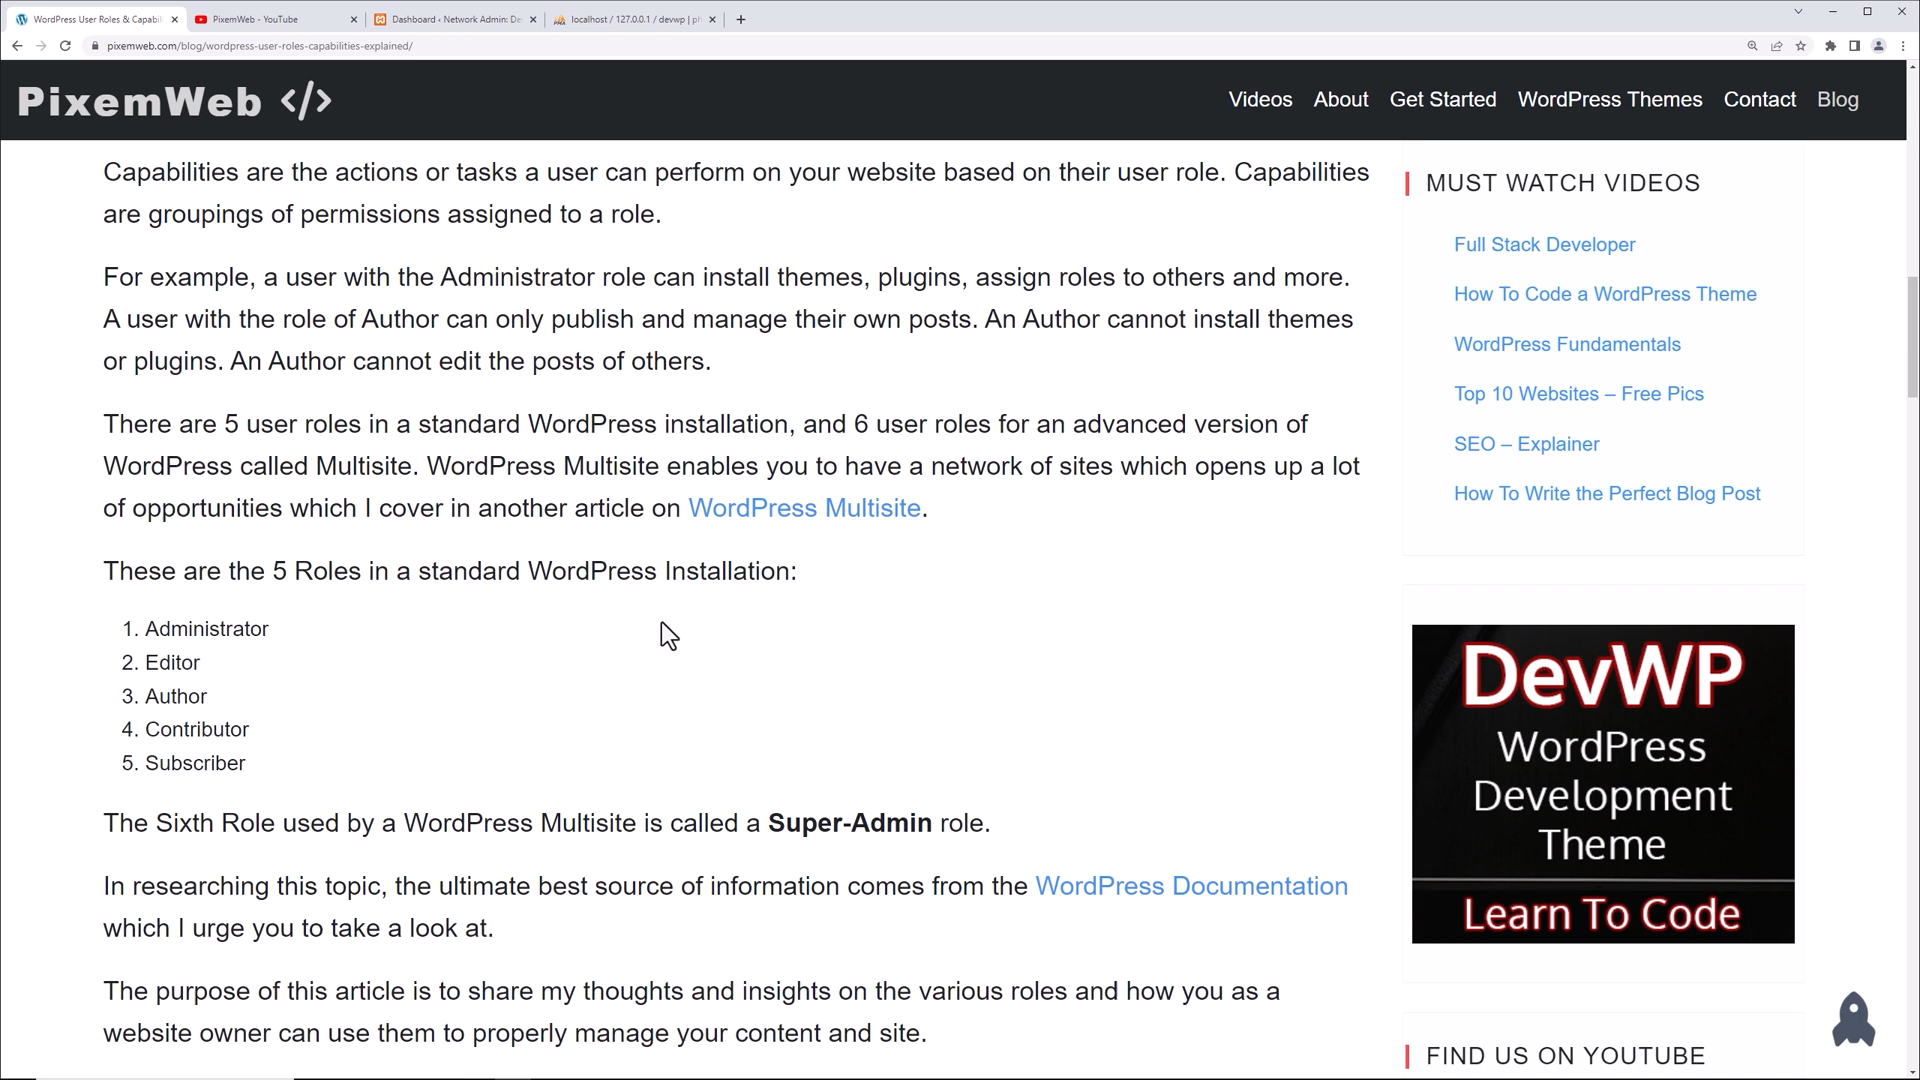 WordPress User Roles & Capabili
PixemWeb - YouTube
Dashboard ‹ Network Admin: De
localhost / 127.0.0.1 / devwp | ph
pixemweb.com/blog/wordpress-user-roles-capabilities-explained/
PixemWeb </>
Videos About Get Started WordPress Themes Contact Blog
Capabilities are the actions or tasks a user can perform on your website based on their user role. Capabilities
are groupings of permissions assigned to a role.
For example, a user with the Administrator role can install themes, plugins, assign roles to others and more.
A user with the role of Author can only publish and manage their own posts. An Author cannot install themes
or plugins. An Author cannot edit the posts of others.
There are 5 user roles in a standard WordPress installation, and 6 user roles for an advanced version of
WordPress called Multisite. WordPress Multisite enables you to have a network of sites which opens up a lot
of opportunities which I cover in another article on WordPress Multisite.
These are the 5 Roles in a standard WordPress Installation:
1. Administrator
2. Editor
3. Author
4. Contributor
5. Subscriber
The Sixth Role used by a WordPress Multisite is called a Super-Admin role.
In researching this topic, the ultimate best source of information comes from the WordPress Documentation
which I urge you to take a look at.
The purpose of this article is to share my thoughts and insights on the various roles and how you as a
website owner can use them to properly manage your content and site.
MUST WATCH VIDEOS
Full Stack Developer
How To Code a WordPress Theme
WordPress Fundamentals
Top 10 Websites – Free Pics
SEO – Explainer
How To Write the Perfect Blog Post
DevWP
WordPress
Development
Theme
Learn To Code
FIND US ON YOUTUBE